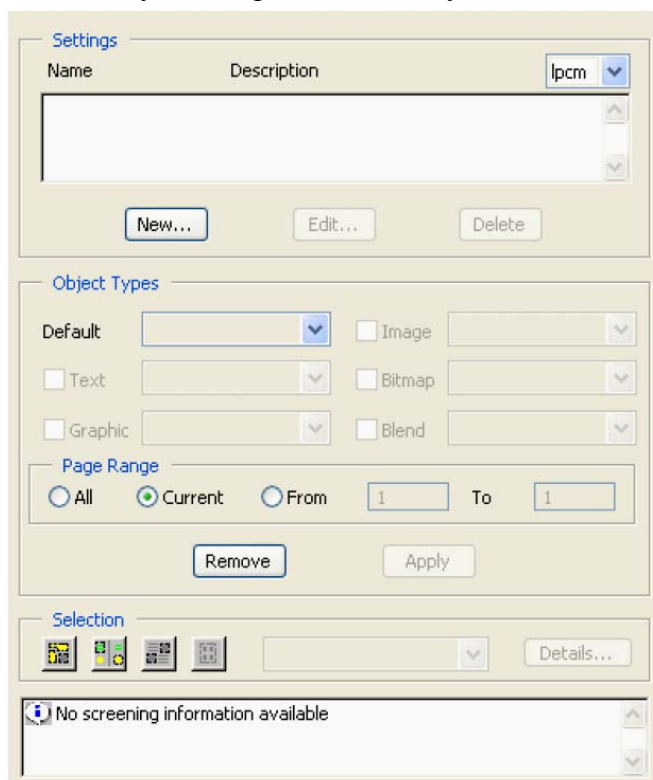 Settings
Name Description lpcm
New... Edit... Delete
Object Types
Default Image
Text Bitmap
Graphic Blend
Page Range
All Current From 1 To 1
Remove Apply
Selection
Details...
No screening information available